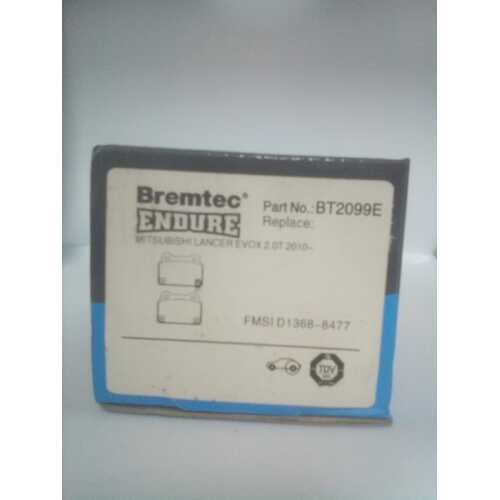 Bremtec®
ENDURE
Part No.: BT2099E
Replace:
MITSUBISHI LANCER EVOX 2.0T 2010~
FMSI D1368-8477
TÜV